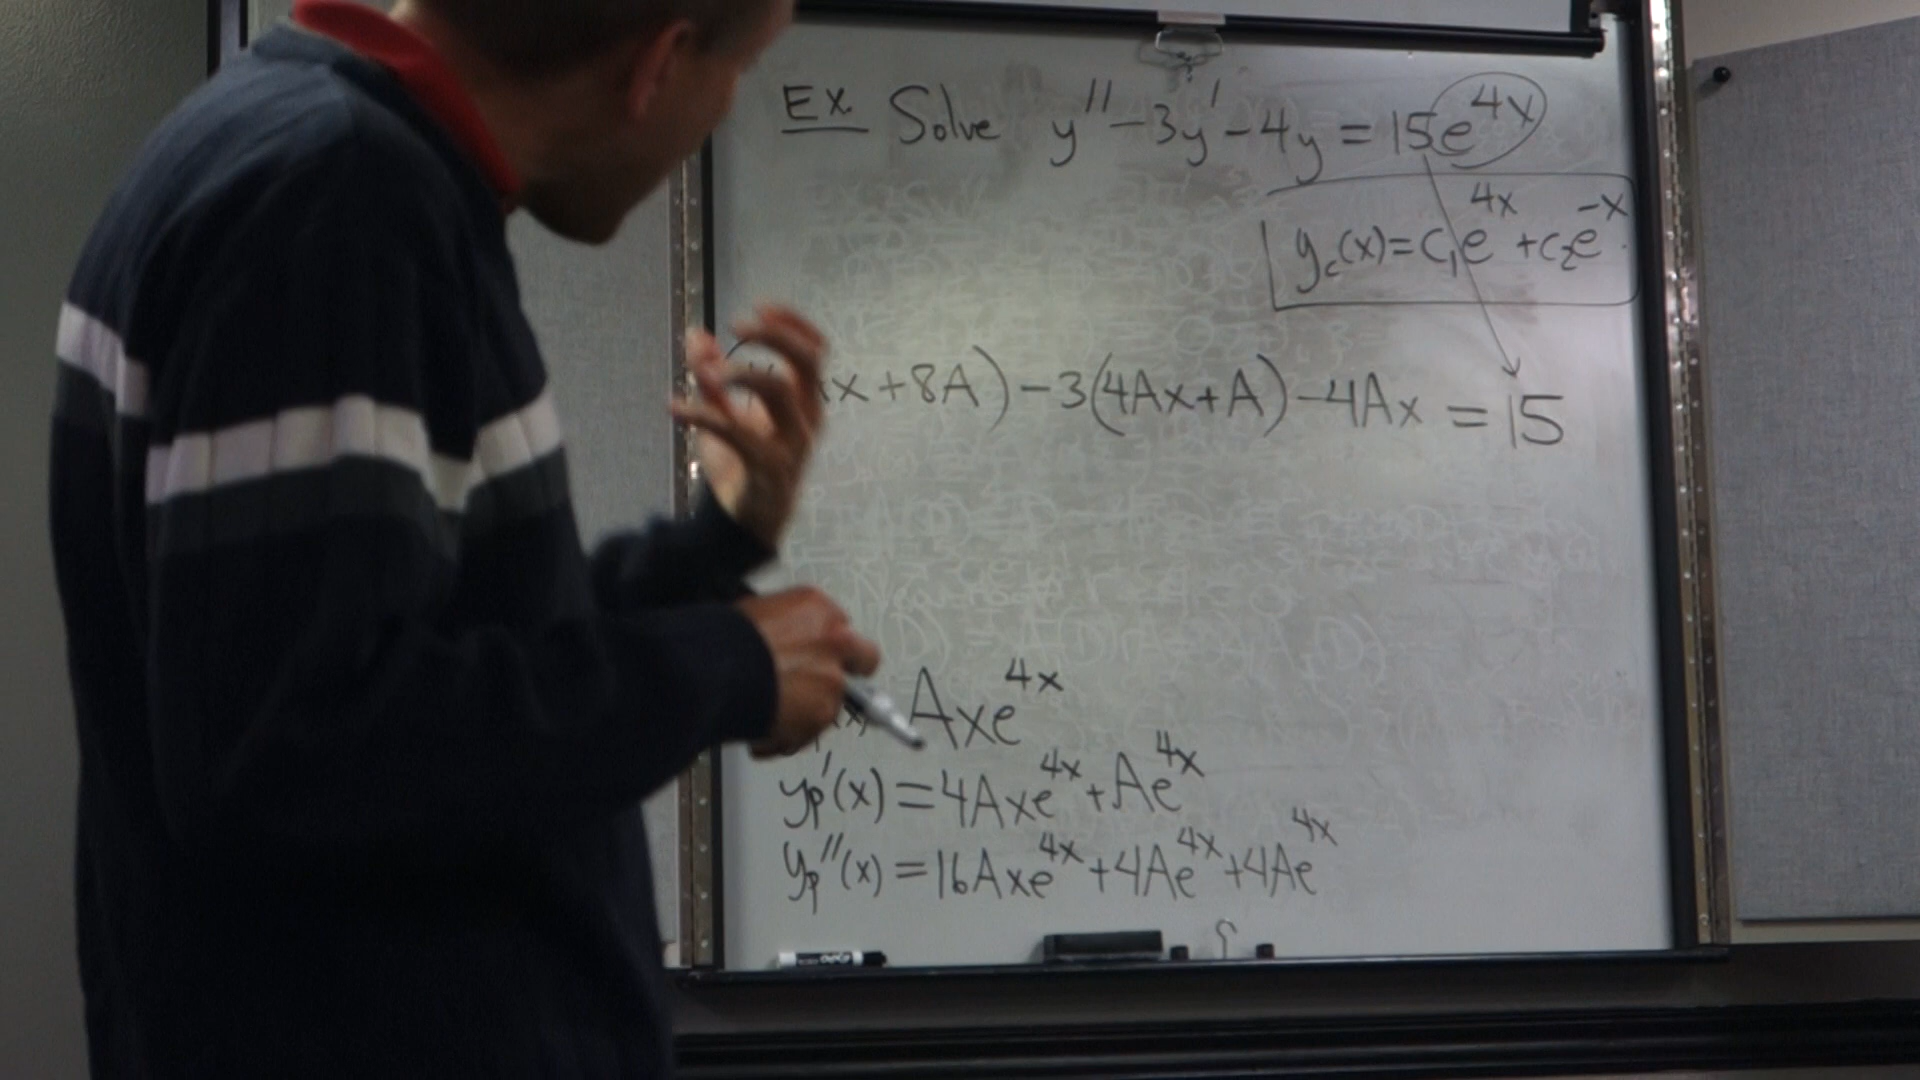 Ex. Solve y'' - 3y' - 4y = 15e^4x
y_c(x) = c_1e^4x + c_2e^-x
x + 8A) - 3(4Ax + A) - 4Ax = 15
Axe^4x
y_p'(x) = 4Axe^4x + Ae^4x
y_p''(x) = 16Axe^4x + 4Ae^4x + 4Ae^4x